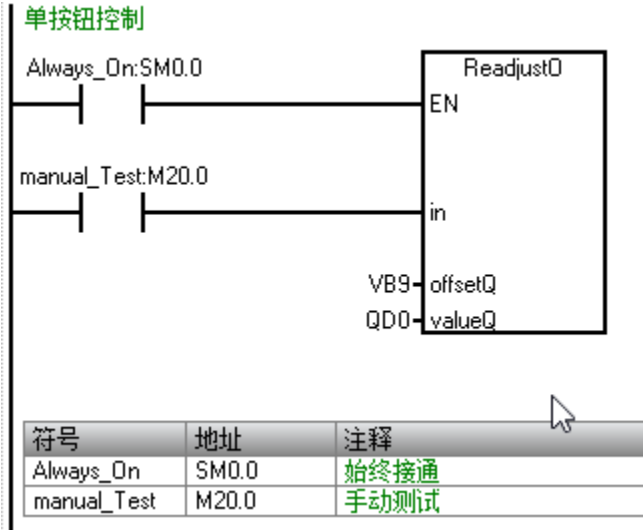 单按钮控制
Always_On:SM0.0
ReadjustO
EN
manual_Test:M20.0
in
VB9 offsetQ
QD0 valueQ
符号 地址 注释
Always_On SM0.0 始终接通
manual_Test M20.0 手动测试